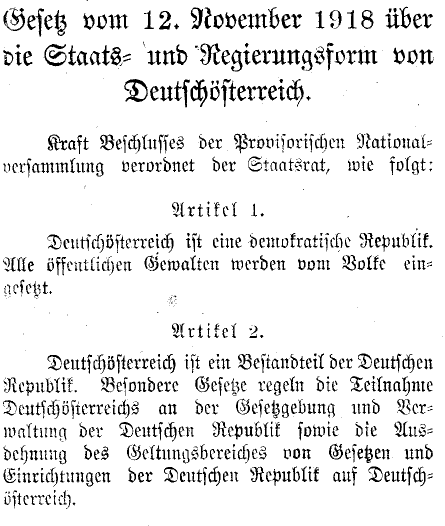 Gesetz vom 12. November 1918 über
die Staats- und Regierungsform von
Deutschösterreich.
Kraft Beschlusses der Provisorischen National-
versammlung verordnet der Staatsrat, wie folgt:
Artikel 1.
Deutschösterreich ist eine demokratische Republik.
Alle öffentlichen Gewalten werden vom Volke ein-
gesetzt.
Artikel 2.
Deutschösterreich ist ein Bestandteil der Deutschen
Republik. Besondere Gesetze regeln die Teilnahme
Deutschösterreichs an der Gesetzgebung und Ver-
waltung der Deutschen Republik sowie die Aus-
dehnung des Geltungsbereiches von Gesetzen und
Einrichtungen der Deutschen Republik auf Deutsch-
österreich.